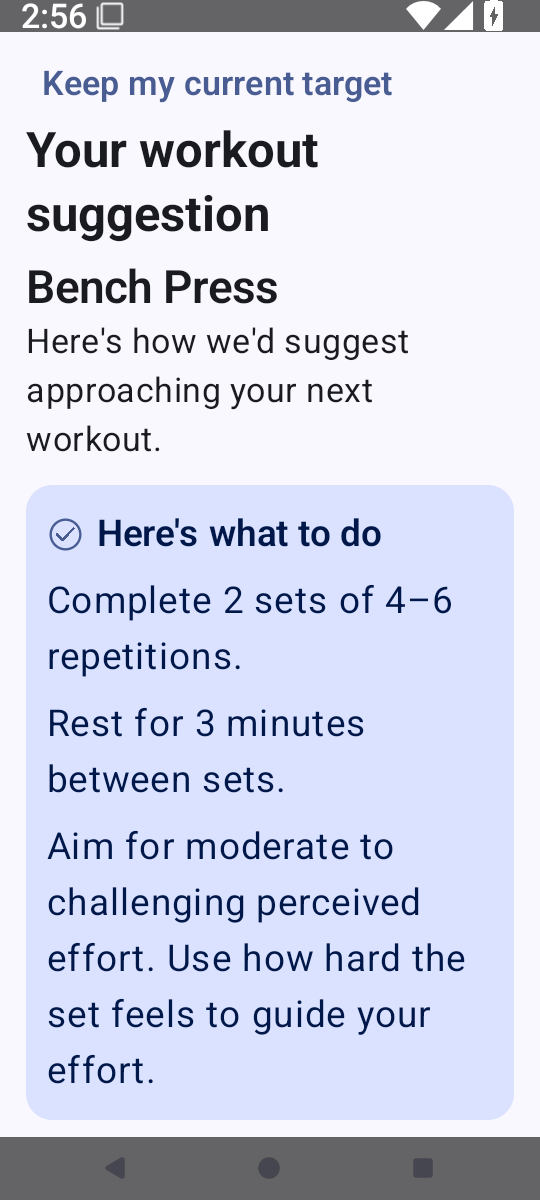 2:56
Keep my current target
Your workout
suggestion
Bench Press
Here's how we'd suggest
approaching your next
workout.
Here's what to do
Complete 2 sets of 4–6
repetitions.
Rest for 3 minutes
between sets.
Aim for moderate to
challenging perceived
effort. Use how hard the
set feels to guide your
effort.